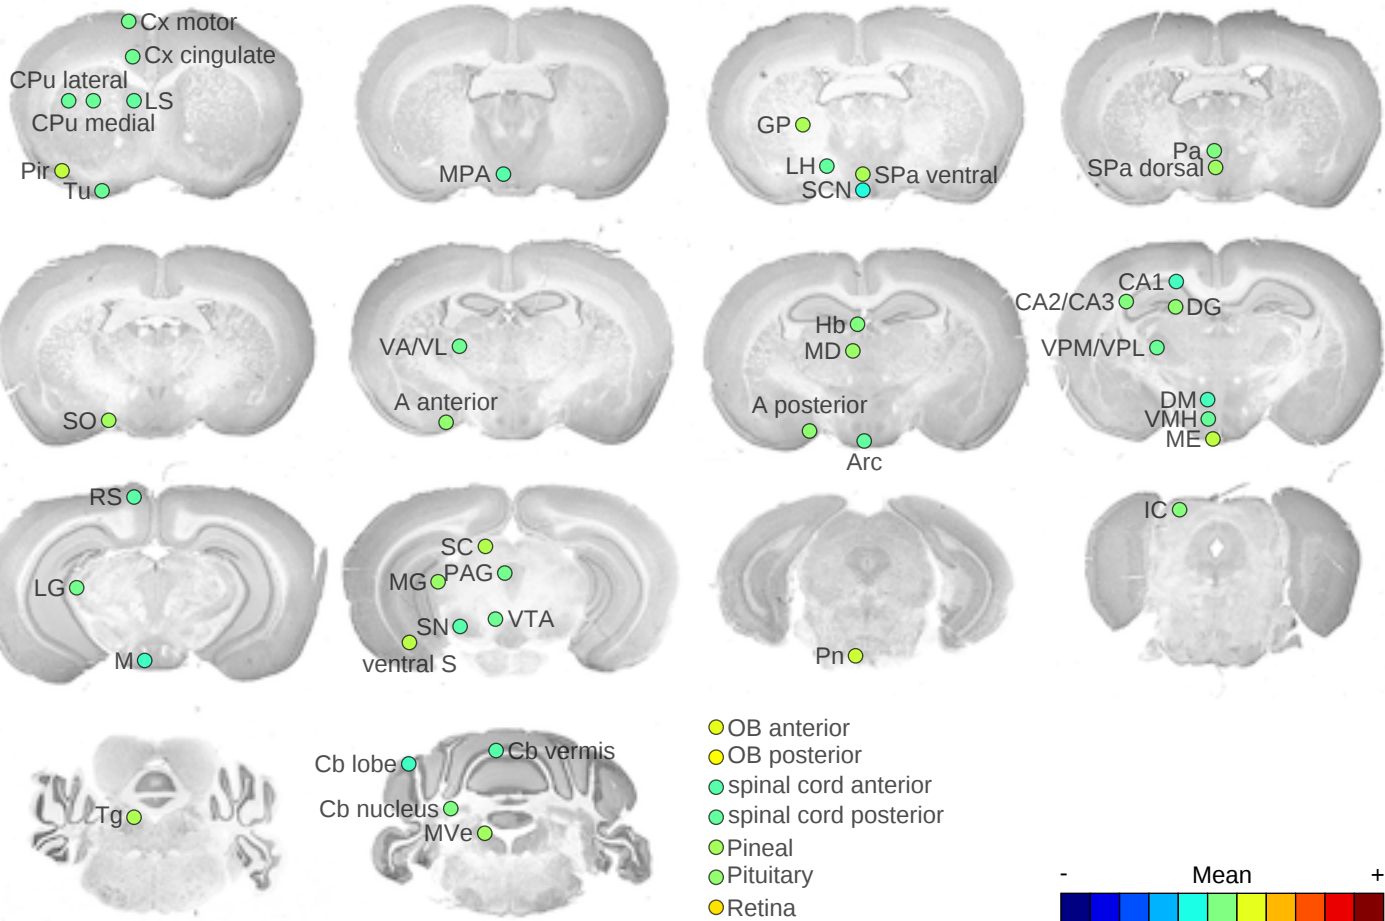 Cx motor
Cx cingulate
CPu lateral
LS
CPu medial
Pir
Tu
MPA
GP
LH
SPa ventral
SCN
Pa
SPa dorsal
SO
VA/VL
A anterior
Hb
MD
A posterior
Arc
CA1
CA2/CA3
DG
VPM/VPL
DM
VMH
ME
RS
LG
M
SC
MG
PAG
SN
VTA
ventral S
Pn
IC
Tg
Cb lobe
Cb vermis
Cb nucleus
MVe
OB anterior
OB posterior
spinal cord anterior
spinal cord posterior
Pineal
Pituitary
Retina
- Mean +